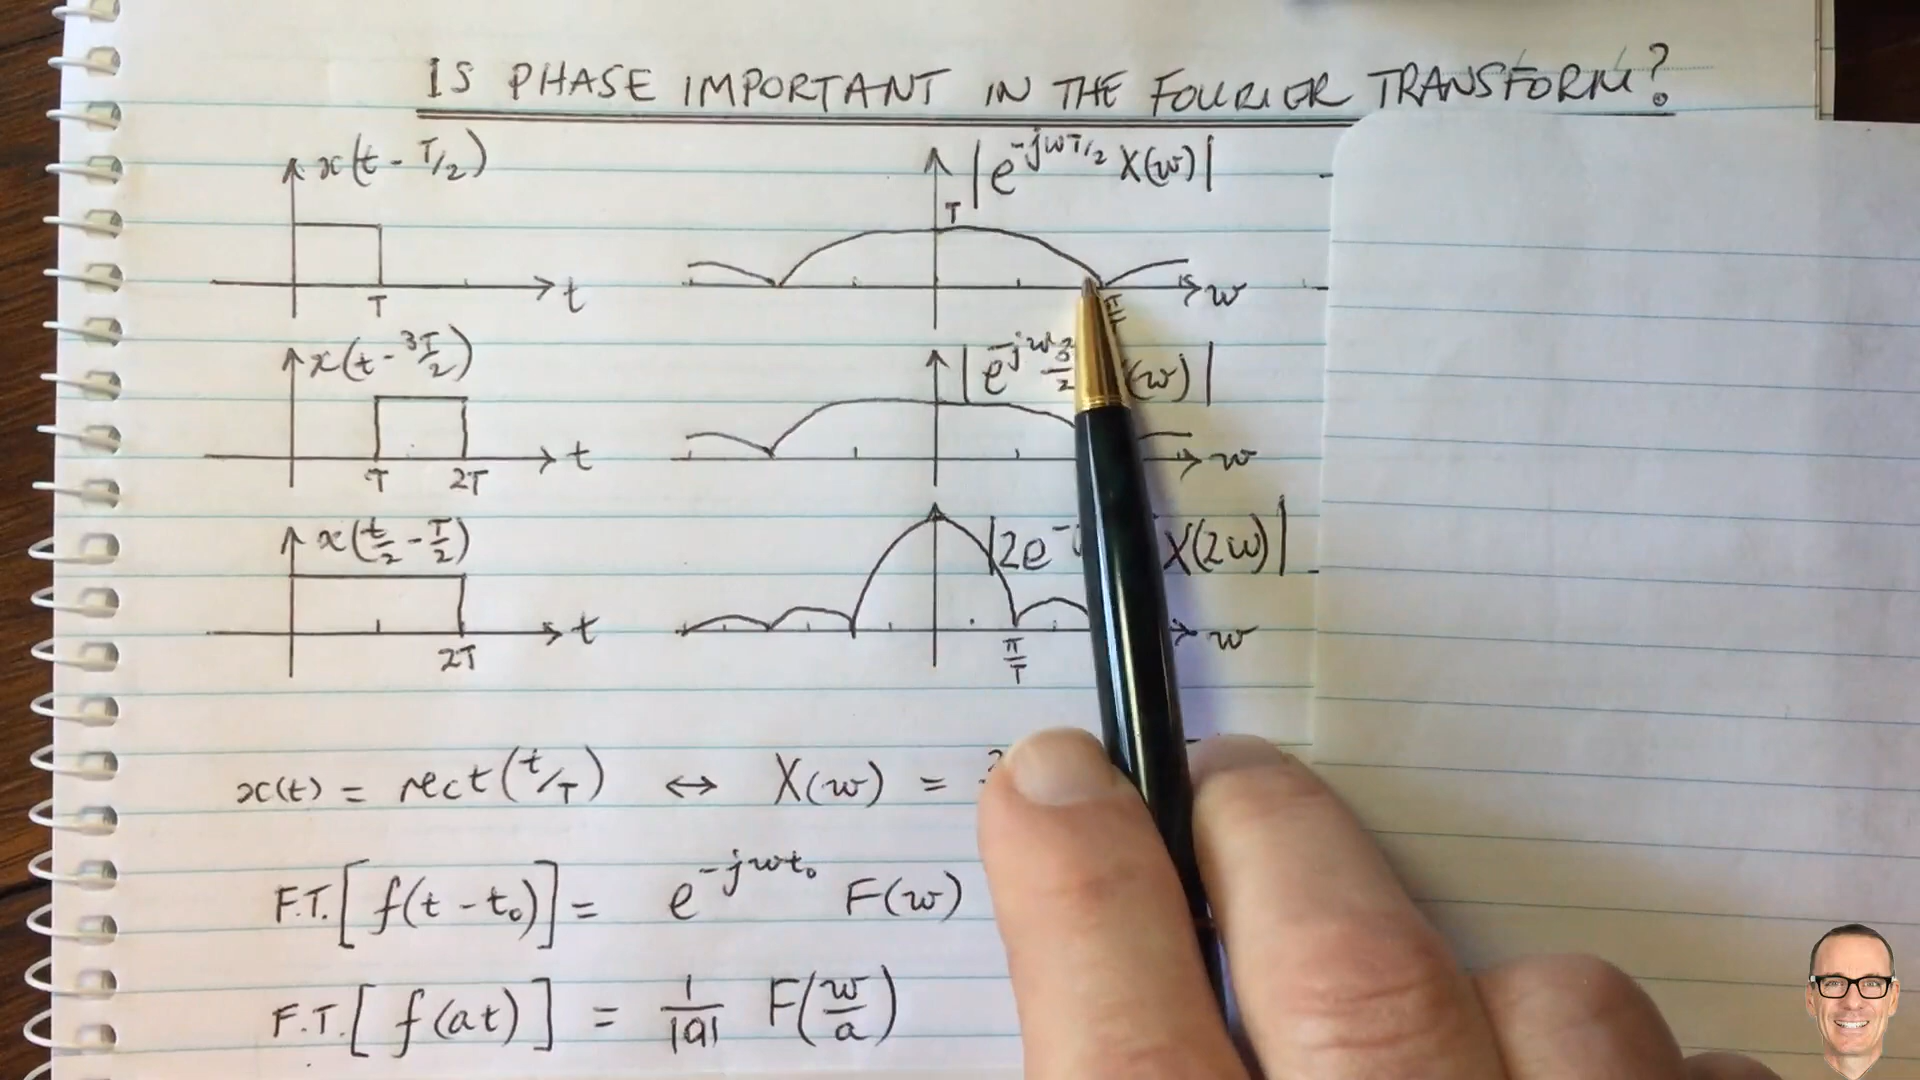 IS PHASE IMPORTANT IN THE FOURIER TRANSFORM?
x(t - T/2)
|e^{-jωT/2} X(ω)|
T
T
t
ω
x(t - 3T/2)
(ω)|
T
2T
t
ω
x(t/2 - T/2)
|2e^-
X(2ω)|
2T
t
π/T
ω
x(t) = rect(t/T) ↔ X(ω) =
F.T.[f(t - t₀)] = e^{-jωt₀} F(ω)
F.T.[f(at)] = 1/|a| F(ω/a)